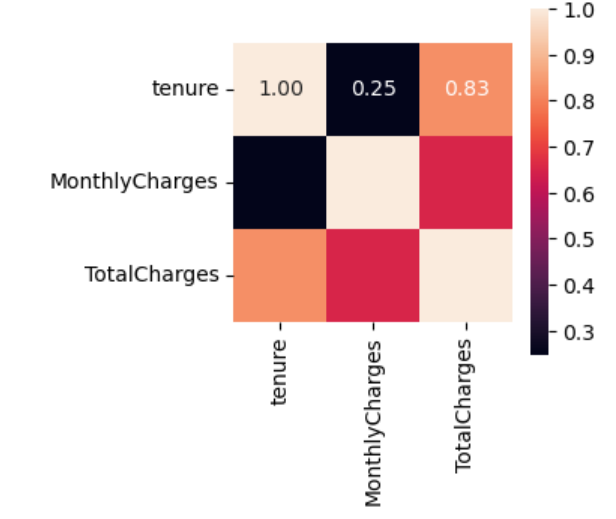 1.0
tenure 1.00 0.25 0.83
0.9
0.8
MonthlyCharges
0.7
0.6
TotalCharges
0.5
0.4
0.3
tenure
MonthlyCharges
TotalCharges